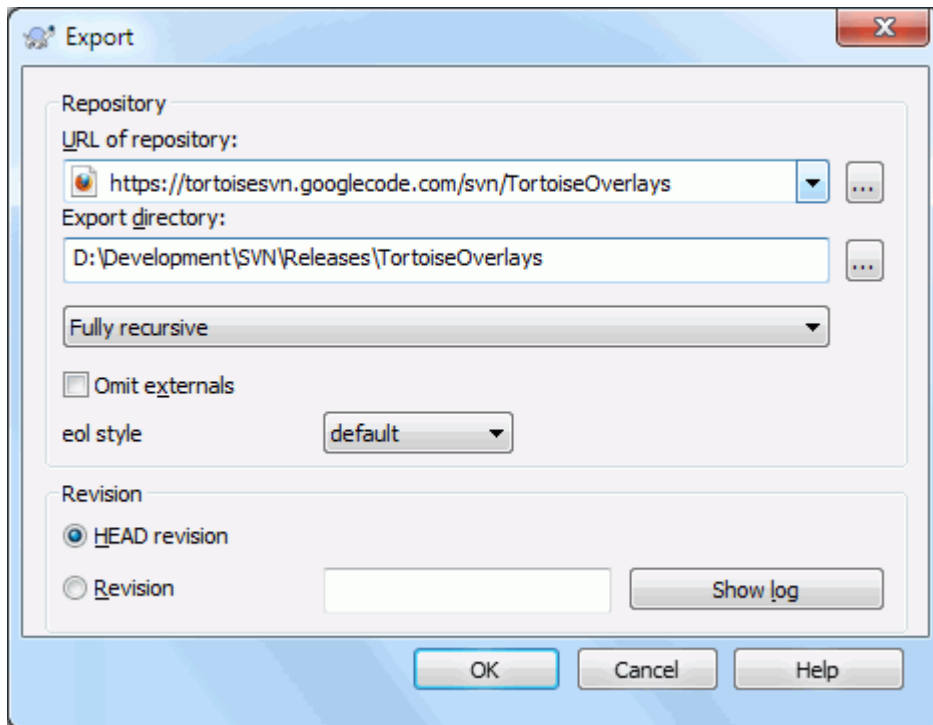 Export
Repository
URL of repository:
https://tortoisesvn.googlecode.com/svn/TortoiseOverlays
...
Export directory:
D:\Development\SVN\Releases\TortoiseOverlays
...
Fully recursive
Omit externals
eol style default
Revision
HEAD revision
Revision Show log
OK Cancel Help